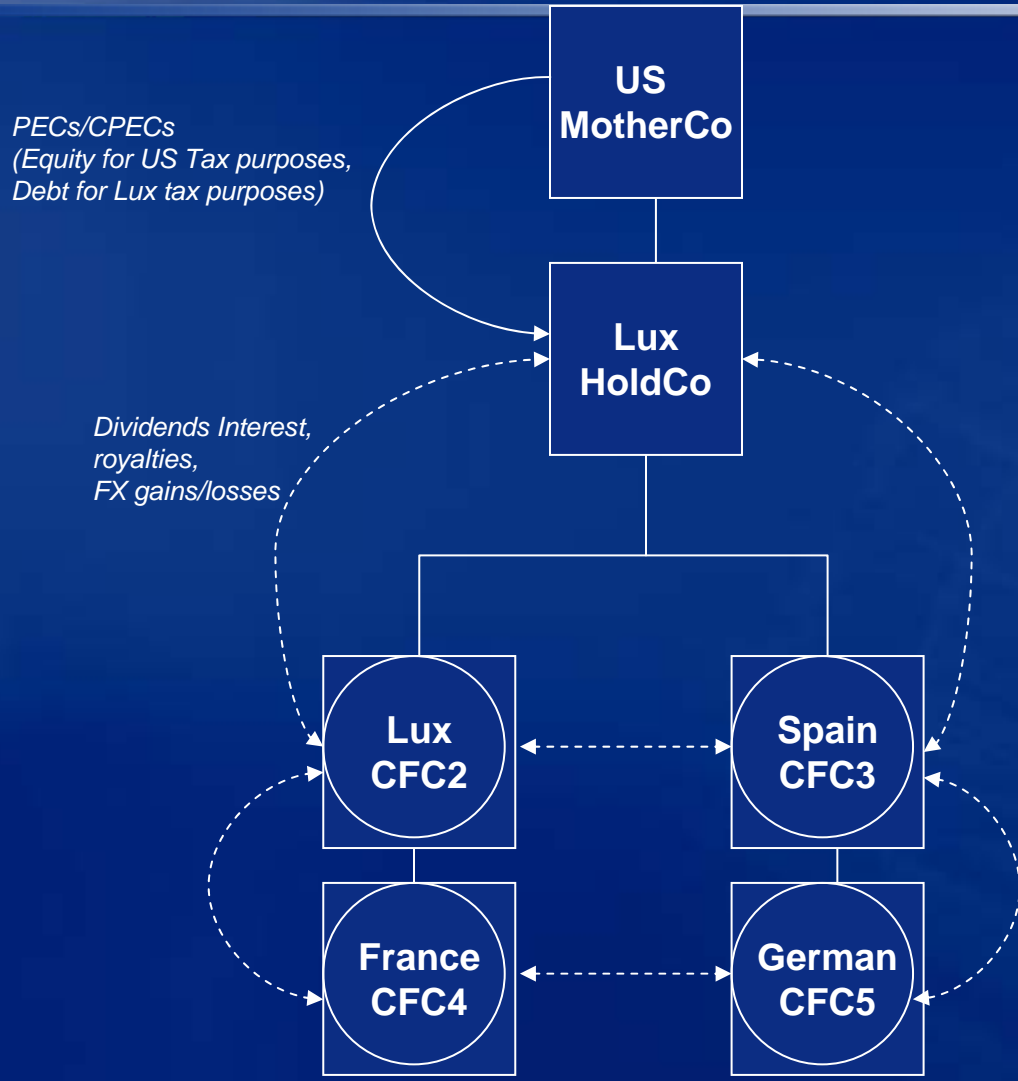 US
MotherCo
PECs/CPECs
(Equity for US Tax purposes,
Debt for Lux tax purposes)
Lux
HoldCo
Dividends Interest,
royalties,
FX gains/losses
Lux
CFC2
Spain
CFC3
France
CFC4
German
CFC5